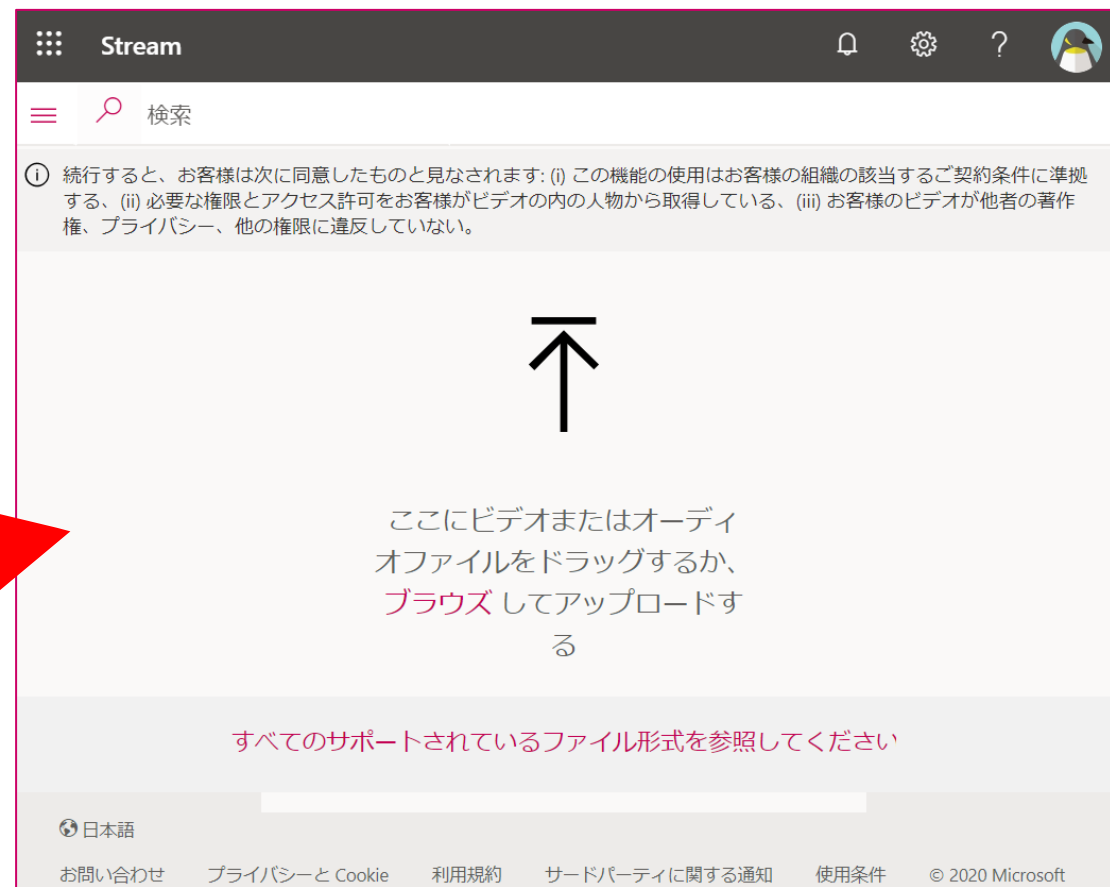 Stream
?
検索
続行すると、お客様は次に同意したものと見なされます: (i) この機能の使用はお客様の組織の該当するご契約条件に準拠
する、(ii) 必要な権限とアクセス許可をお客様がビデオの内の人物から取得している、(iii) お客様のビデオが他者の著作
権、プライバシー、他の権限に違反していない。
ここにビデオまたはオーディ
オファイルをドラッグするか、
ブラウズ してアップロードす
る
すべてのサポートされているファイル形式を参照してください
日本語
お問い合わせ プライバシーと Cookie 利用規約 サードパーティに関する通知 使用条件 © 2020 Microsoft